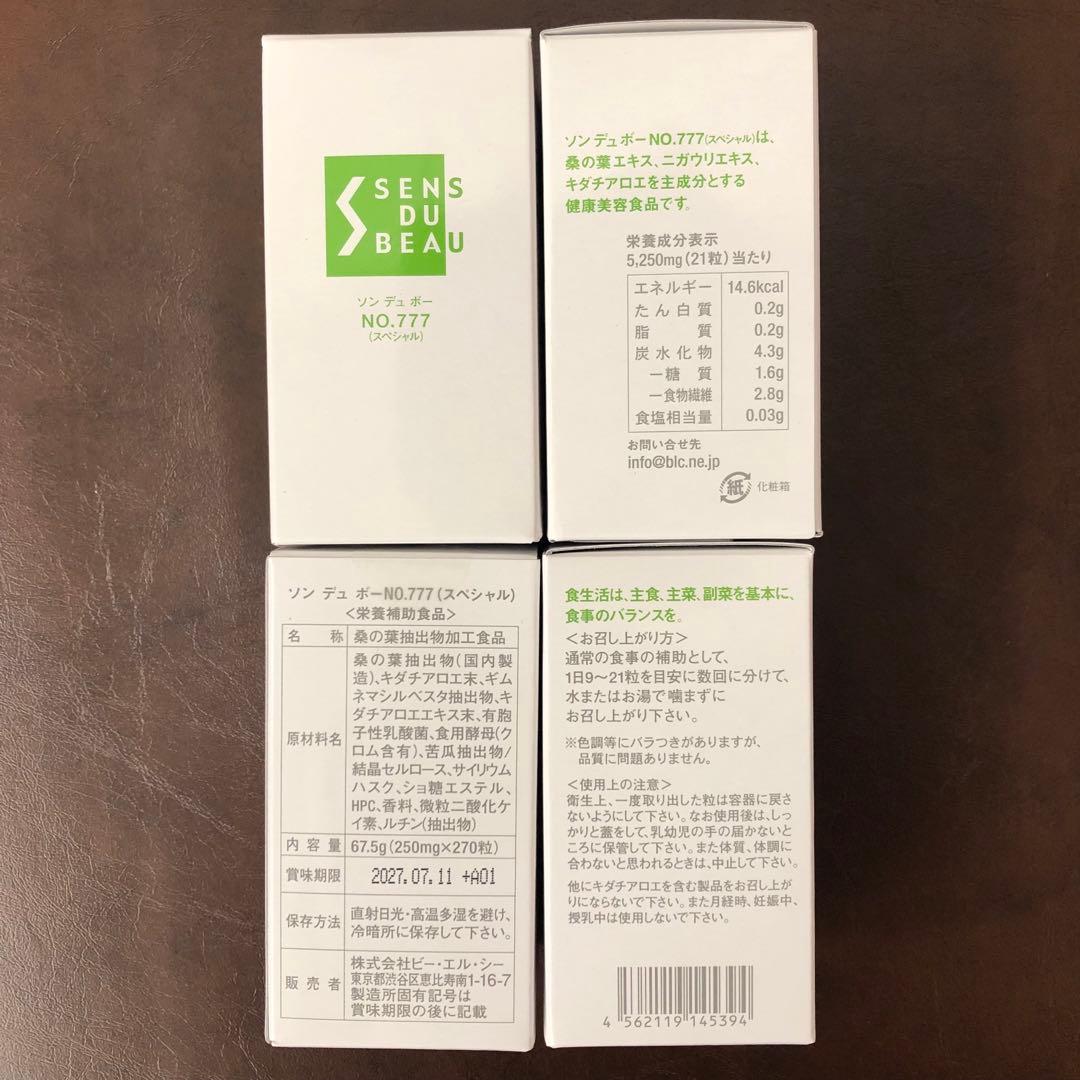 SENS
DU
BEAU
ソン デュ ボー
NO.777
(スペシャル)
ソン デュ ボーNO.777(スペシャル)は、
桑の葉エキス、ニガウリエキス、
キダチアロエを主成分とする
健康美容食品です。
栄養成分表示
5,250mg(21粒)当たり
エネルギー 14.6kcal
たん白質 0.2g
脂質 0.2g
炭水化物 4.3g
ー糖質 1.6g
ー食物繊維 2.8g
食塩相当量 0.03g
お問い合せ先
info@blc.ne.jp
紙 化粧箱
ソン デュ ボーNO.777(スペシャル)
<栄養補助食品>
名称 桑の葉抽出物加工食品
原材料名
桑の葉抽出物(国内製
造)、キダチアロエ末、ギム
ネマシルベスタ抽出物、キ
ダチアロエエキス末、有胞
子性乳酸菌、食用酵母(ク
ロム含有)、苦瓜抽出物/
結晶セルロース、サイリウム
ハスク、ショ糖エステル、
HPC、香料、微粒二酸化ケ
イ素、ルチン(抽出物)
内容量 67.5g(250mg×270粒)
賞味期限 2027.07.11 +A01
保存方法
直射日光・高温多湿を避け、
冷暗所に保存して下さい。
販売者
株式会社ビー・エル・シー
東京都渋谷区恵比寿南1-16-7
製造所固有記号は
賞味期限の後に記載
食生活は、主食、主菜、副菜を基本に、
食事のバランスを。
<お召し上がり方>
通常の食事の補助として、
1日9〜21粒を目安に数回に分けて、
水またはお湯で噛まずに
お召し上がり下さい。
※色調等にバラつきがありますが、
品質に問題ありません。
<使用上の注意>
衛生上、一度取り出した粒は容器に戻さ
ないようにして下さい。なお使用後は、しっ
かりと蓋をして、乳幼児の手の届かないと
ころに保管して下さい。また体質、体調に
合わないと思われるときは、中止して下さい。
他にキダチアロエを含む製品をお召し上が
りにならないで下さい。また月経時、妊娠中、
授乳中は使用しないで下さい。
4 562119 145394